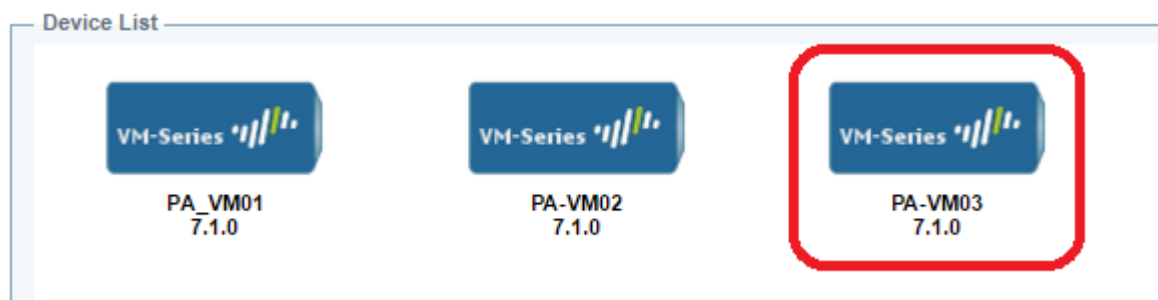 Device List
VM-Series
VM-Series
VM-Series
PA_VM01
PA-VM02
PA-VM03
7.1.0
7.1.0
7.1.0